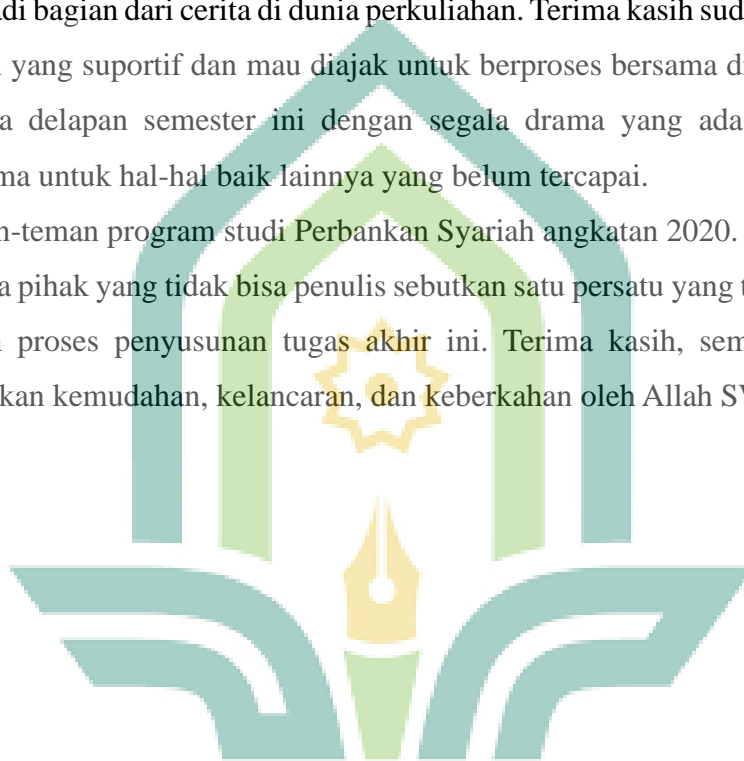 adi bagian dari cerita di dunia perkuliahan. Terima kasih sud
yang suportif dan mau diajak untuk berproses bersama di
a delapan semester ini dengan segala drama yang ada
ma untuk hal-hal baik lainnya yang belum tercapai.
n-teman program studi Perbankan Syariah angkatan 2020.
a pihak yang tidak bisa penulis sebutkan satu persatu yang t
proses penyusunan tugas akhir ini. Terima kasih, sem
kan kemudahan, kelancaran, dan keberkahan oleh Allah S